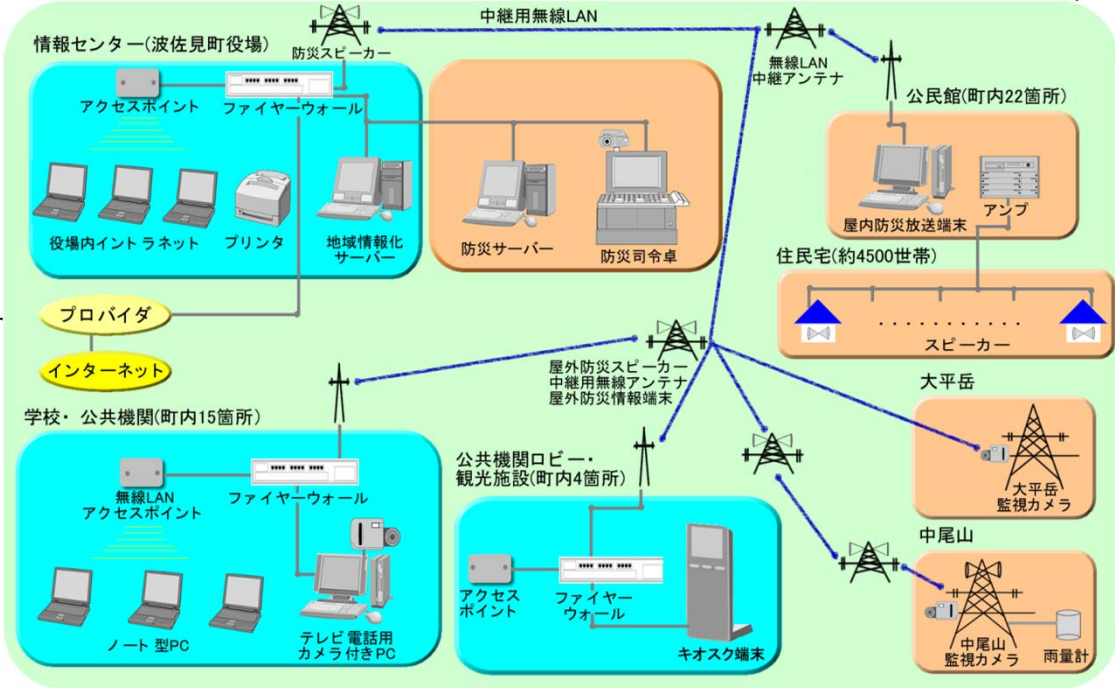 中継用無線LAN
情報センター(波佐見町役場)
防災スピーカー
無線LAN
中継アンテナ
アクセスポイント
ファイヤーウォール
公民館(町内22箇所)
役場内イントラネット
プリンタ
地域情報化
サーバー
防災サーバー
防災司令卓
屋内防災放送端末
アンプ
住民宅(約4500世帯)
スピーカー
プロバイダ
インターネット
屋外防災スピーカー
中継用無線アンテナ
屋外防災情報端末
大平岳
大平岳
監視カメラ
学校・公共機関(町内15箇所)
無線LAN
アクセスポイント
ファイヤーウォール
ノート型PC
テレビ電話用
カメラ付きPC
公共機関ロビー・
観光施設(町内4箇所)
アクセス
ポイント
ファイヤー
ウォール
キオスク端末
中尾山
中尾山
監視カメラ
雨量計